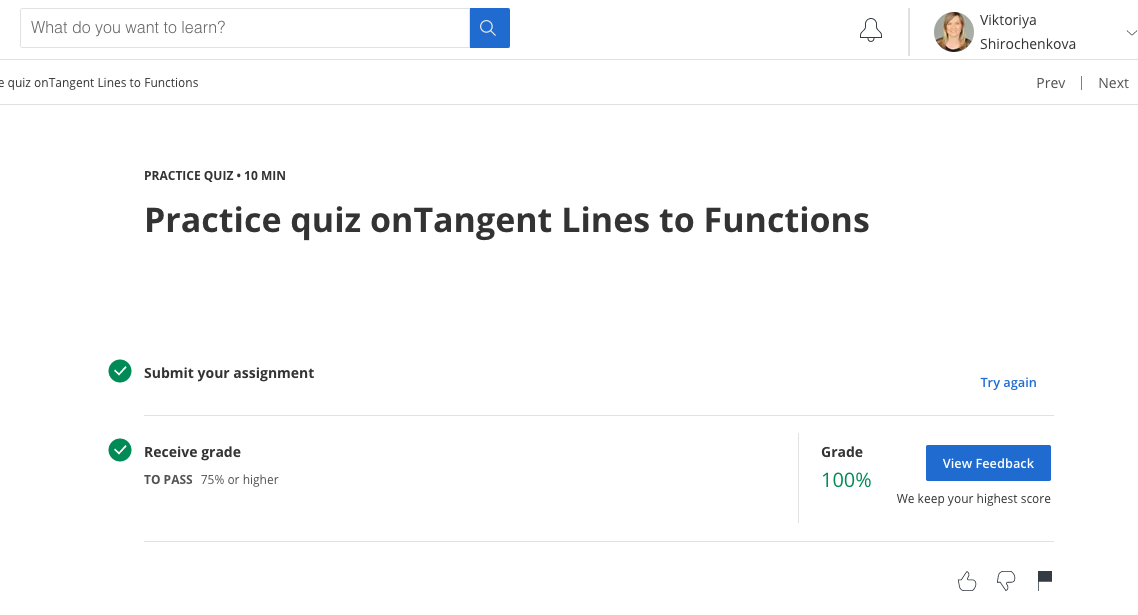 What do you want to learn?
Viktoriya
Shirochenkova
e quiz onTangent Lines to Functions
Prev | Next
PRACTICE QUIZ • 10 MIN
Practice quiz onTangent Lines to Functions
Submit your assignment
Try again
Receive grade
TO PASS 75% or higher
Grade
100%
View Feedback
We keep your highest score